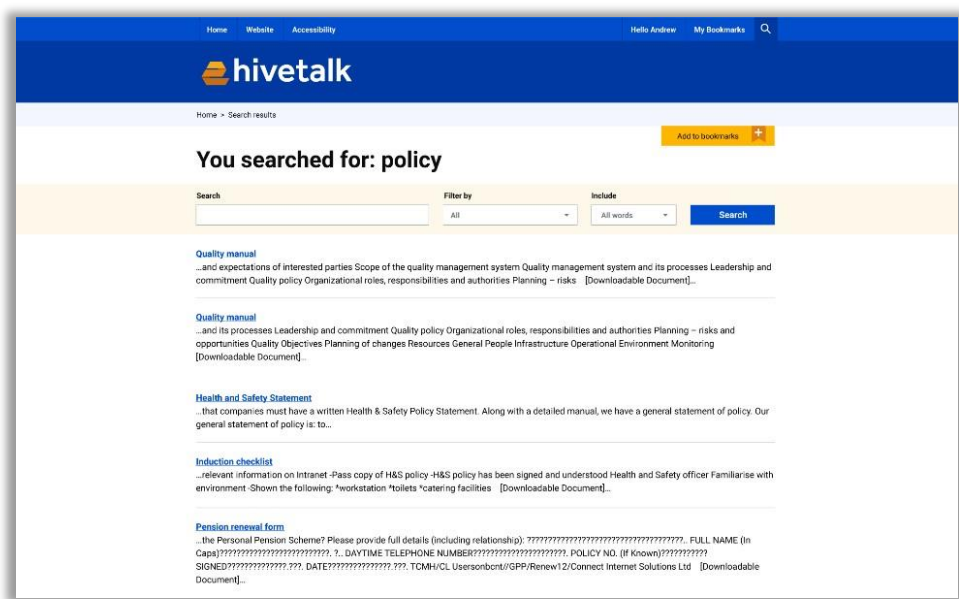 Home Website Accessibility Hello Andrew My Bookmarks
hivetalk
Home > Search results
Add to bookmarks
You searched for: policy
Search Filter by Include
All All words Search
Quality manual
...and expectations of interested parties Scope of the quality management system Quality management system and its processes Leadership and
commitment Quality policy Organizational roles, responsibilities and authorities Planning – risks [Downloadable Document]...
Quality manual
...and its processes Leadership and commitment Quality policy Organizational roles, responsibilities and authorities Planning – risks and
opportunities Quality Objectives Planning of changes Resources General People Infrastructure Operational Environment Monitoring
[Downloadable Document]...
Health and Safety Statement
...that companies must have a written Health & Safety Policy Statement. Along with a detailed manual, we have a general statement of policy. Our
general statement of policy is: to...
Induction checklist
...relevant information on Intranet -Pass copy of H&S policy -H&S policy has been signed and understood Health and Safety officer Familiarise with
environment -Shown the following: *workstation *toilets *catering facilities [Downloadable Document]...
Pension renewal form
...the Personal Pension Scheme? Please provide full details (including relationship): ?????????????????????????????????????.. FULL NAME (In
Caps)??????????????????????????. ?.. DAYTIME TELEPHONE NUMBER??????????????????????. POLICY NO. (If Known)???????????
SIGNED??????????????.???. DATE???????????????.???. TCMH/CL Usersonbcnt//GPP/Renew12/Connect Internet Solutions Ltd [Downloadable
Document]...